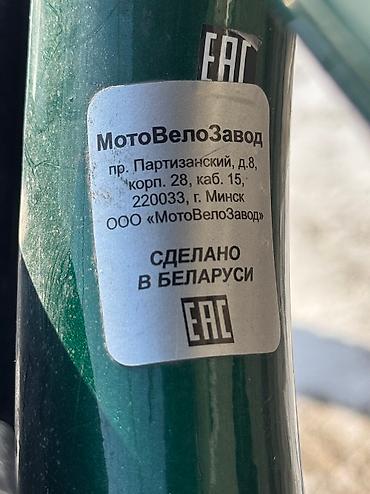 EAC
МотоВелоЗавод
пр. Партизанский, д.8,
корп. 28, каб. 15,
220033, г. Минск
ООО «МотоВелоЗавод»
СДЕЛАНО
В БЕЛАРУСИ
EAC